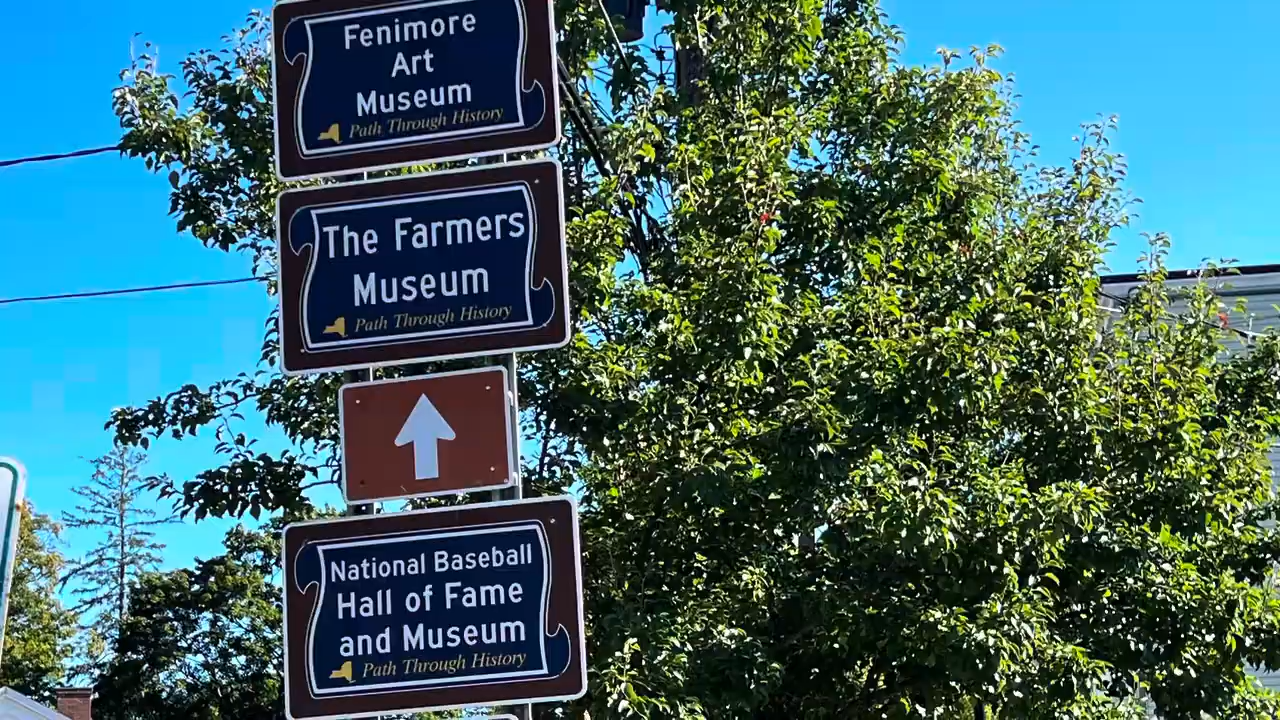 Fenimore
Art
Museum
Path Through History
The Farmers
Museum
Path Through History
National Baseball
Hall of Fame
and Museum
Path Through History